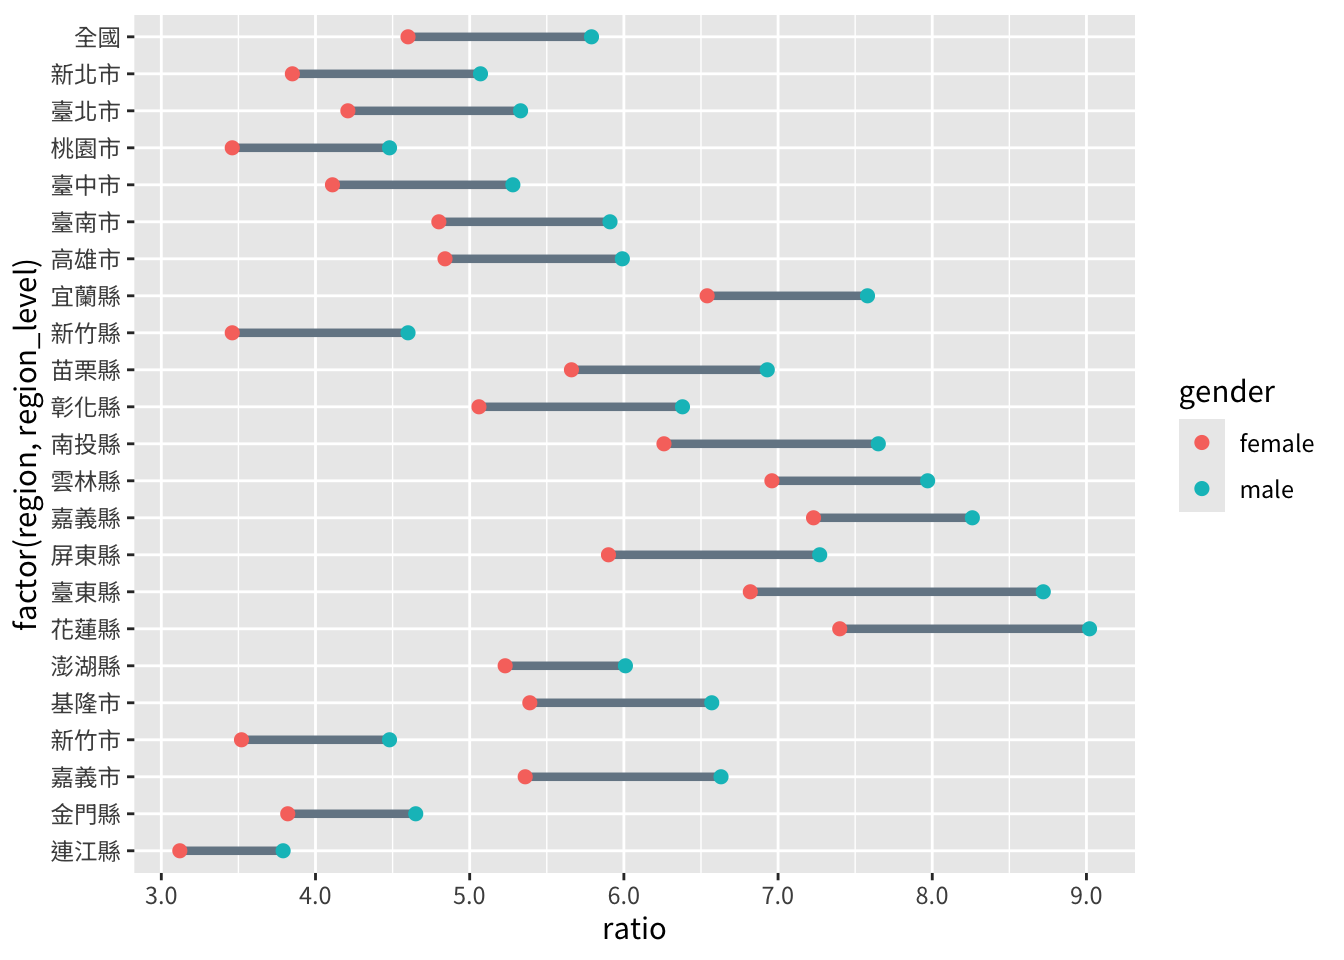 全國
新北市
臺北市
桃園市
臺中市
臺南市
高雄市
宜蘭縣
新竹縣
苗栗縣
彰化縣
南投縣
雲林縣
嘉義縣
屏東縣
臺東縣
花蓮縣
澎湖縣
基隆市
新竹市
嘉義市
金門縣
連江縣
factor(region, region_level)
3.0 4.0 5.0 6.0 7.0 8.0 9.0
ratio
gender
female
male